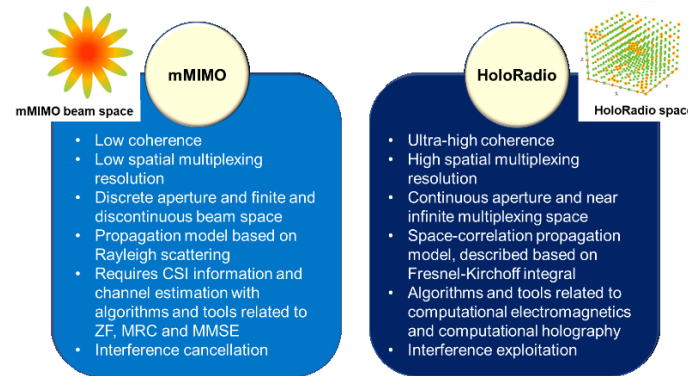 mMIMO
mMIMO beam space
• Low coherence
• Low spatial multiplexing
resolution
• Discrete aperture and finite and
discontinuous beam space
• Propagation model based on
Rayleigh scattering
• Requires CSI information and
channel estimation with
algorithms and tools related to
ZF, MRC and MMSE
• Interference cancellation
HoloRadio
HoloRadio space
• Ultra-high coherence
• High spatial multiplexing
resolution
• Continuous aperture and near
infinite multiplexing space
• Space-correlation propagation
model, described based on
Fresnel-Kirchoff integral
• Algorithms and tools related to
computational electromagnetics
and computational holography
• Interference exploitation